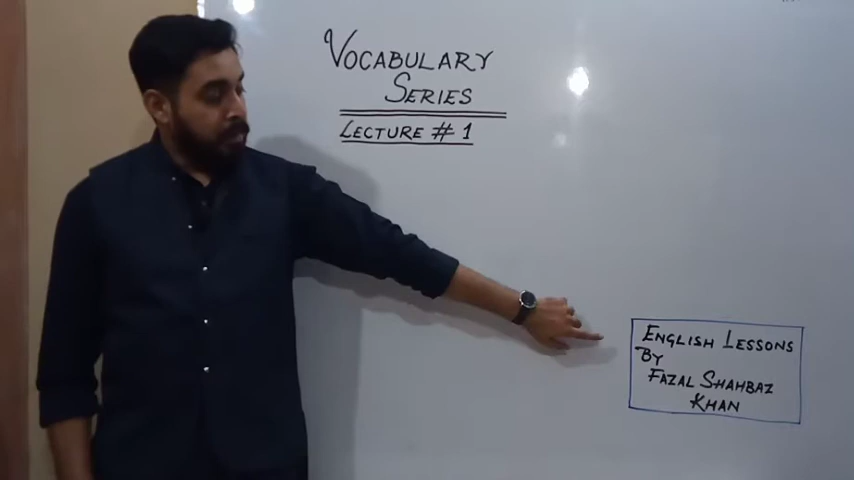 VOCABULARY
SERIES
LECTURE # 1
ENGLISH LESSONS
BY
FAZAL SHAHBAZ
KHAN